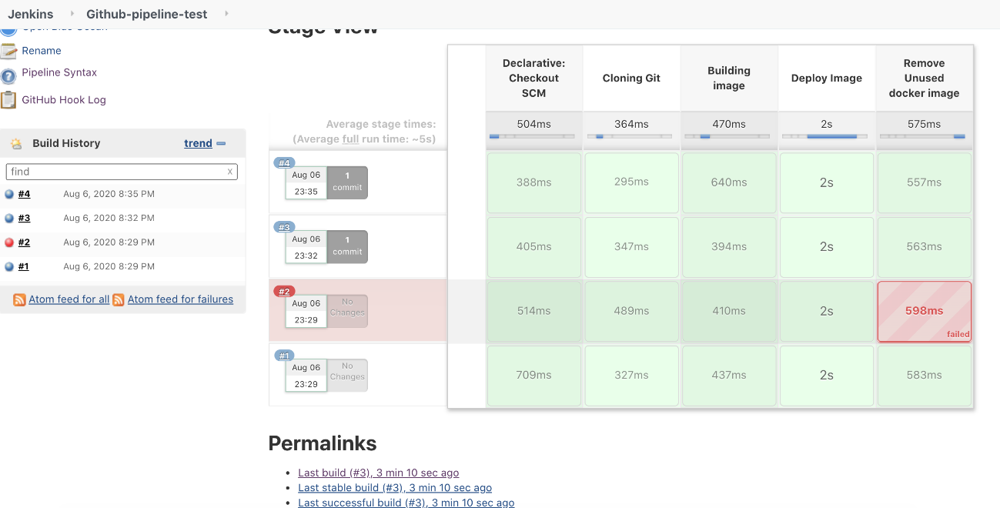 Jenkins
Github-pipeline-test
Open Blue Ocean
Rename
Pipeline Syntax
GitHub Hook Log
Build History
trend
find
x
#4 Aug 6, 2020 8:35 PM
#3 Aug 6, 2020 8:32 PM
#2 Aug 6, 2020 8:29 PM
#1 Aug 6, 2020 8:29 PM
Atom feed for all Atom feed for failures
Stage View
Declarative:
Checkout
SCM
Cloning Git
Building
image
Deploy Image
Remove
Unused
docker image
Average stage times:
(Average full run time: ~5s)
504ms 364ms 470ms 2s 575ms
#4
Aug 06
23:35
1
commit
388ms 295ms 640ms 2s 557ms
#3
Aug 06
23:32
1
commit
405ms 347ms 394ms 2s 563ms
#2
Aug 06
23:29
No
Changes
514ms 489ms 410ms 2s 598ms
failed
#1
Aug 06
23:29
No
Changes
709ms 327ms 437ms 2s 583ms
Permalinks
Last build (#3), 3 min 10 sec ago
Last stable build (#3), 3 min 10 sec ago
Last successful build (#3), 3 min 10 sec ago